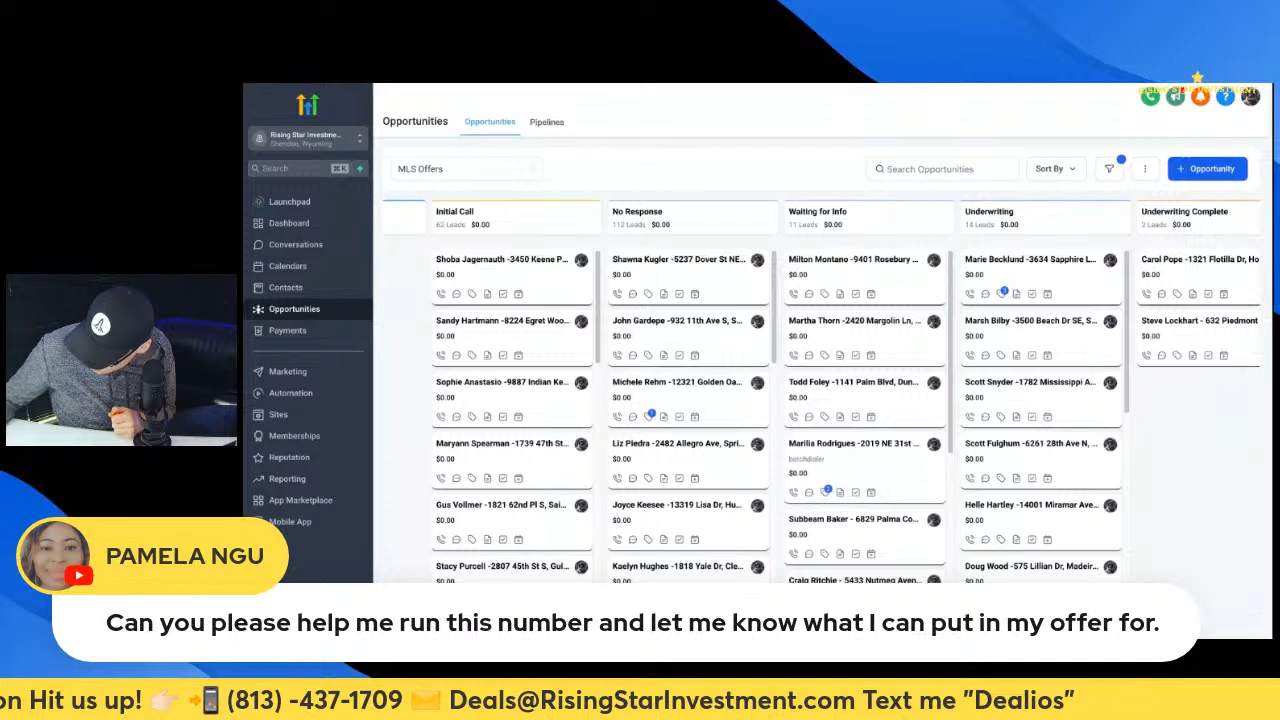 RISING STAR INVESTMENT
Rising Star Investme...
Sheridan, Wyoming
Search
⌘K
Launchpad
Dashboard
Conversations
Calendars
Contacts
Opportunities
Payments
Marketing
Automation
Sites
Memberships
Reputation
Reporting
App Marketplace
Mobile App
Opportunities
Opportunities
Pipelines
MLS Offers
Search Opportunities
Sort By
+ Opportunity
Initial Call
62 Leads $0.00
Shoba Jagernauth -3450 Keene P...
$0.00
Sandy Hartmann -8224 Egret Woo...
$0.00
Sophie Anastasio -9887 Indian Ke...
$0.00
Maryann Spearman -1739 47th St...
$0.00
Gus Vollmer -1821 62nd Pl S, Sai...
$0.00
Stacy Purcell -2807 45th St S, Gul...
$0.00
No Response
112 Leads $0.00
Shawna Kugler -5237 Dover St NE...
$0.00
John Gardepe -932 11th Ave S, S...
$0.00
Michele Rehm -12321 Golden Oa...
$0.00
1
Liz Piedra -2482 Allegro Ave, Spri...
$0.00
Joyce Keesee -13319 Lisa Dr, Hu...
$0.00
Kaelyn Hughes -1818 Yale Dr, Cle...
$0.00
Waiting for Info
11 Leads $0.00
Milton Montano -9401 Rosebury ...
$0.00
Martha Thorn -2420 Margolin Ln, ...
$0.00
Todd Foley -1141 Palm Blvd, Dun...
$0.00
Marilia Rodrigues -2019 NE 31st ...
batchdialer
$0.00
2
Subbeam Baker - 6829 Palma Co...
$0.00
Craig Ritchie - 5433 Nutmeg Aven...
Underwriting
14 Leads $0.00
Marie Becklund -3634 Sapphire L...
$0.00
Marsh Bilby -3500 Beach Dr SE, S...
$0.00
Scott Snyder -1782 Mississippi A...
$0.00
Scott Fulghum -6261 28th Ave N, ...
$0.00
Helle Hartley -14001 Miramar Ave...
$0.00
Doug Wood -575 Lillian Dr, Madeir...
$0.00
Underwriting Complete
2 Leads $0.00
Carol Pope -1321 Flotilla Dr, Ho
$0.00
Steve Lockhart - 632 Piedmont
$0.00
PAMELA NGU
Can you please help me run this number and let me know what I can put in my offer for.
on Hit us up! 👉🏻 📲 (813) -437-1709 ✉️ Deals@RisingStarInvestment.com Text me "Dealios"